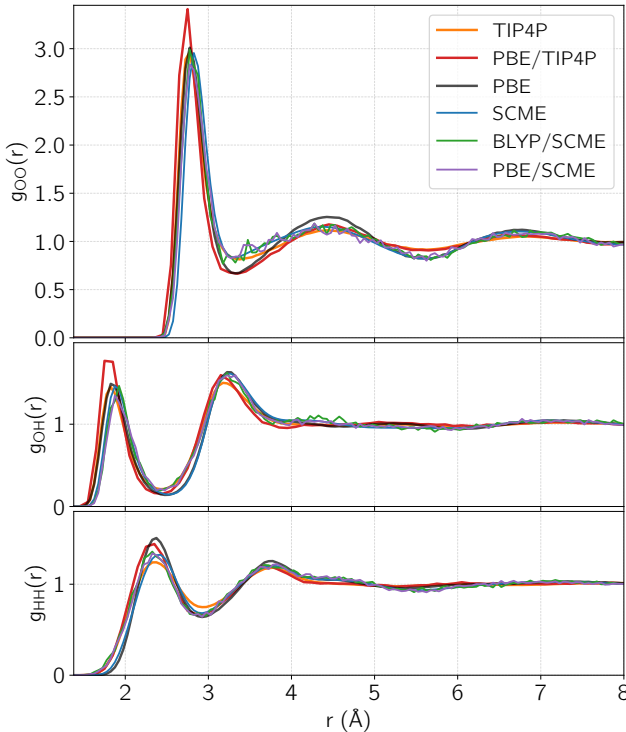 TIP4P
PBE/TIP4P
PBE
SCME
BLYP/SCME
PBE/SCME
3.0
2.5
2.0
1.5
1.0
0.5
0.0
gOO(r)
1
0
gOH(r)
1
0
gHH(r)
2 3 4 5 6 7 8
r (Å)